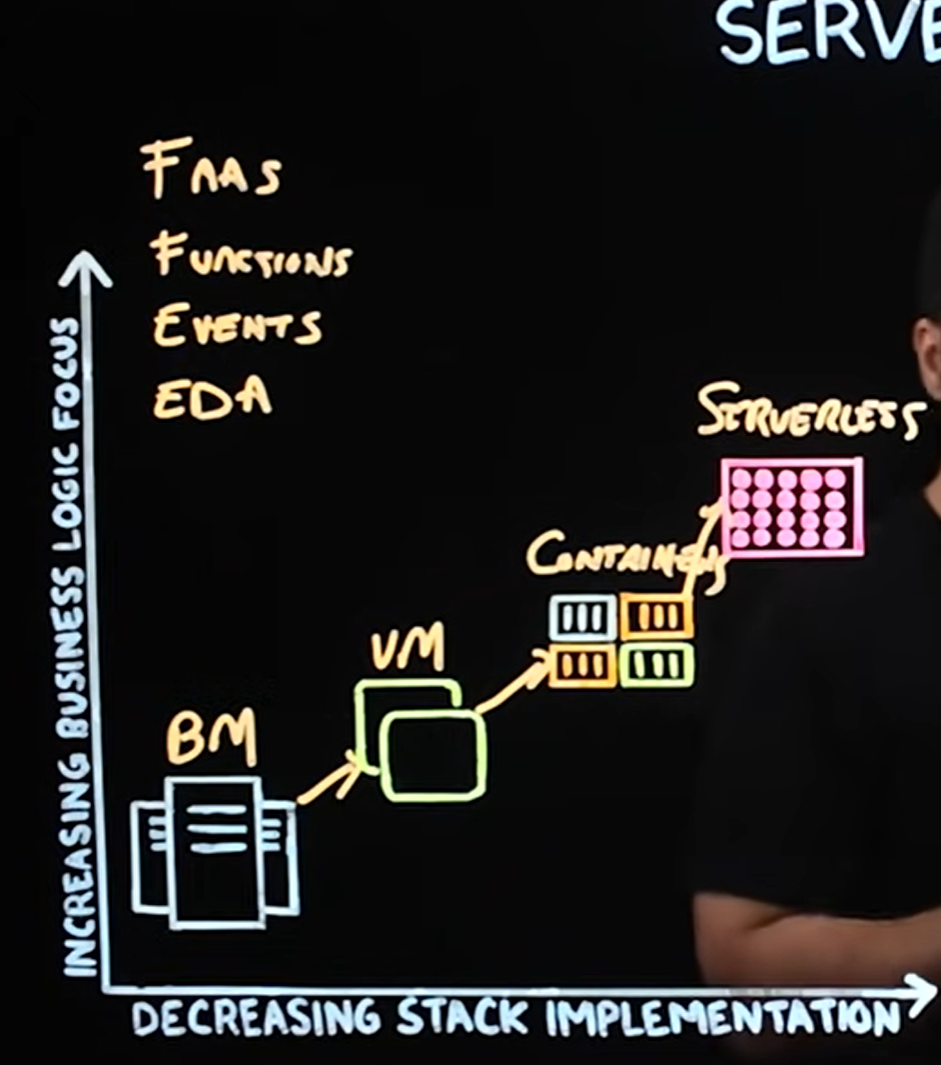 SERVE
FAAS
FUNCTIONS
EVENTS
EDA
SERVERLESS
CONTAINERS
VM
BM
INCREASING BUSINESS LOGIC FOCUS
DECREASING STACK IMPLEMENTATION